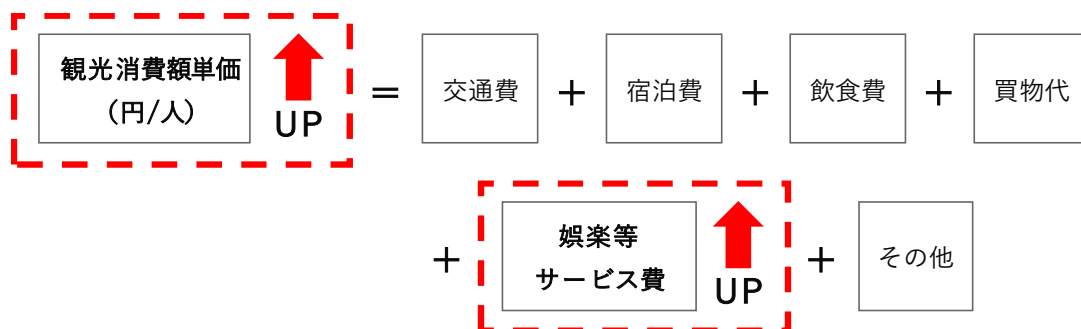 観光消費額単価
(円/人)
UP
=
交通費
+
宿泊費
+
飲食費
+
買物代
+
娯楽等
サービス費
UP
+
その他